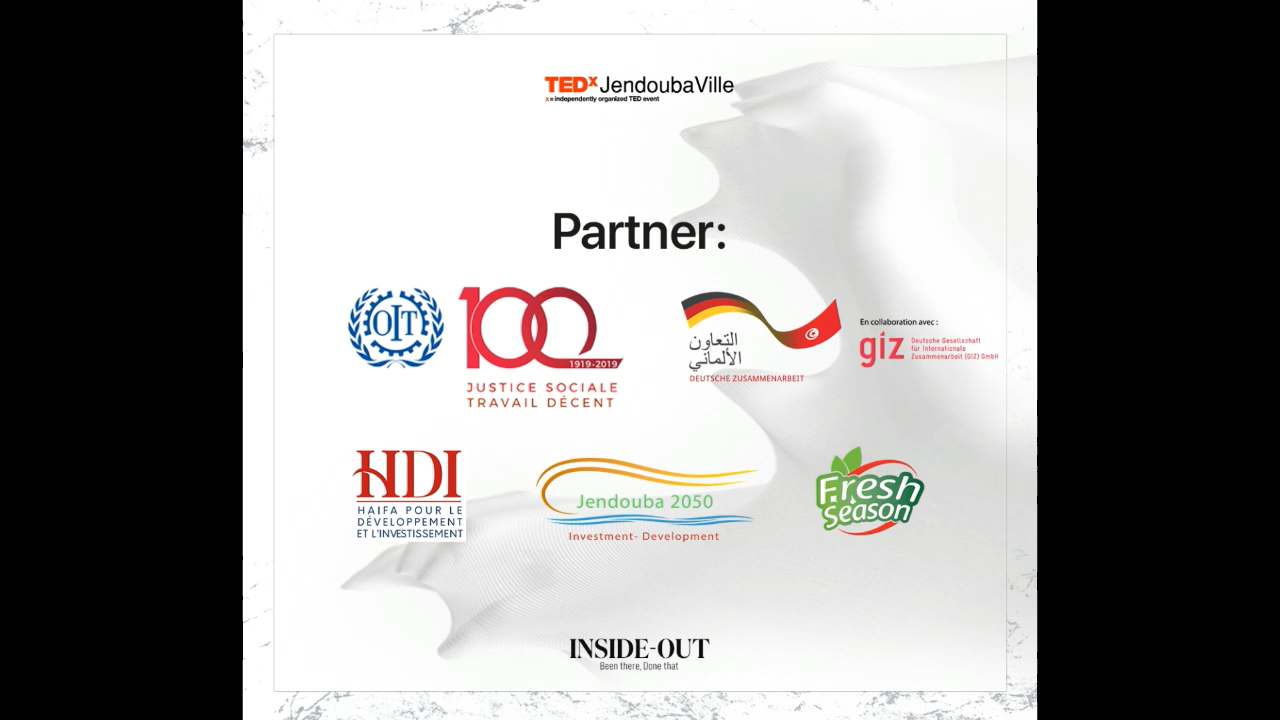 TEDx JendoubaVille
x = independently organized TED event
Partner:
OIT
100
1919-2019
JUSTICE SOCIALE
TRAVAIL DÉCENT
التعاون
الألماني
DEUTSCHE ZUSAMMENARBEIT
En collaboration avec :
giz
Deutsche Gesellschaft
für Internationale
Zusammenarbeit (GIZ) GmbH
HDI
HAIFA POUR LE
DÉVELOPPEMENT
ET L'INVESTISSEMENT
Jendouba 2050
Investment- Development
Fresh
Season
INSIDE-OUT
Been there, Done that